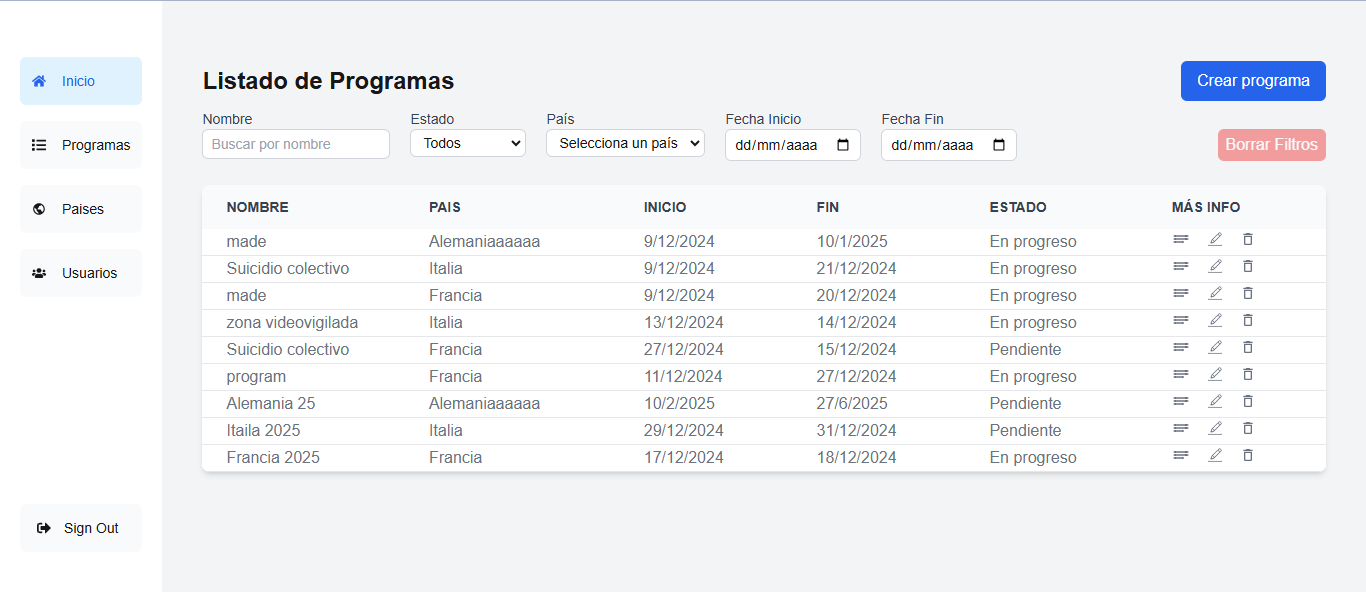 Inicio
Programas
Paises
Usuarios
Sign Out
Listado de Programas
Crear programa
Nombre Estado País Fecha Inicio Fecha Fin
Buscar por nombre Todos Selecciona un país dd/mm/aaaa dd/mm/aaaa Borrar Filtros
NOMBRE PAIS INICIO FIN ESTADO MÁS INFO
made Alemaniaaaaaa 9/12/2024 10/1/2025 En progreso
Suicidio colectivo Italia 9/12/2024 21/12/2024 En progreso
made Francia 9/12/2024 20/12/2024 En progreso
zona videovigilada Italia 13/12/2024 14/12/2024 En progreso
Suicidio colectivo Francia 27/12/2024 15/12/2024 Pendiente
program Francia 11/12/2024 27/12/2024 En progreso
Alemania 25 Alemaniaaaaaa 10/2/2025 27/6/2025 Pendiente
Itaila 2025 Italia 29/12/2024 31/12/2024 Pendiente
Francia 2025 Francia 17/12/2024 18/12/2024 En progreso